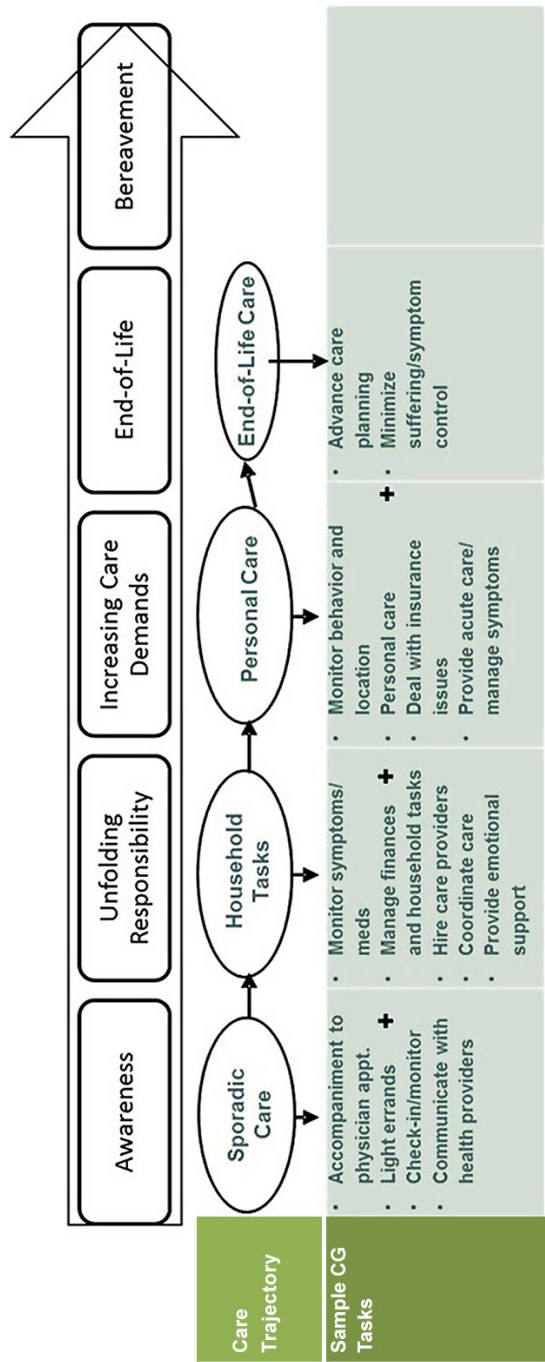 Awareness
Unfolding
Responsibility
Increasing Care
Demands
End-of-Life
Bereavement
Care
Trajectory
Sporadic
Care
Household
Tasks
Personal Care
End-of-Life Care
Sample CG
Tasks
• Accompaniment to
physician appt.
• Light errands
• Check-in/monitor
• Communicate with
health providers
+
• Monitor symptoms/
meds
• Manage finances
and household tasks
• Hire care providers
• Coordinate care
• Provide emotional
support
+
• Monitor behavior and
location
• Personal care
• Deal with insurance
issues
• Provide acute care/
manage symptoms
+
• Advance care
planning
• Minimize
suffering/symptom
control